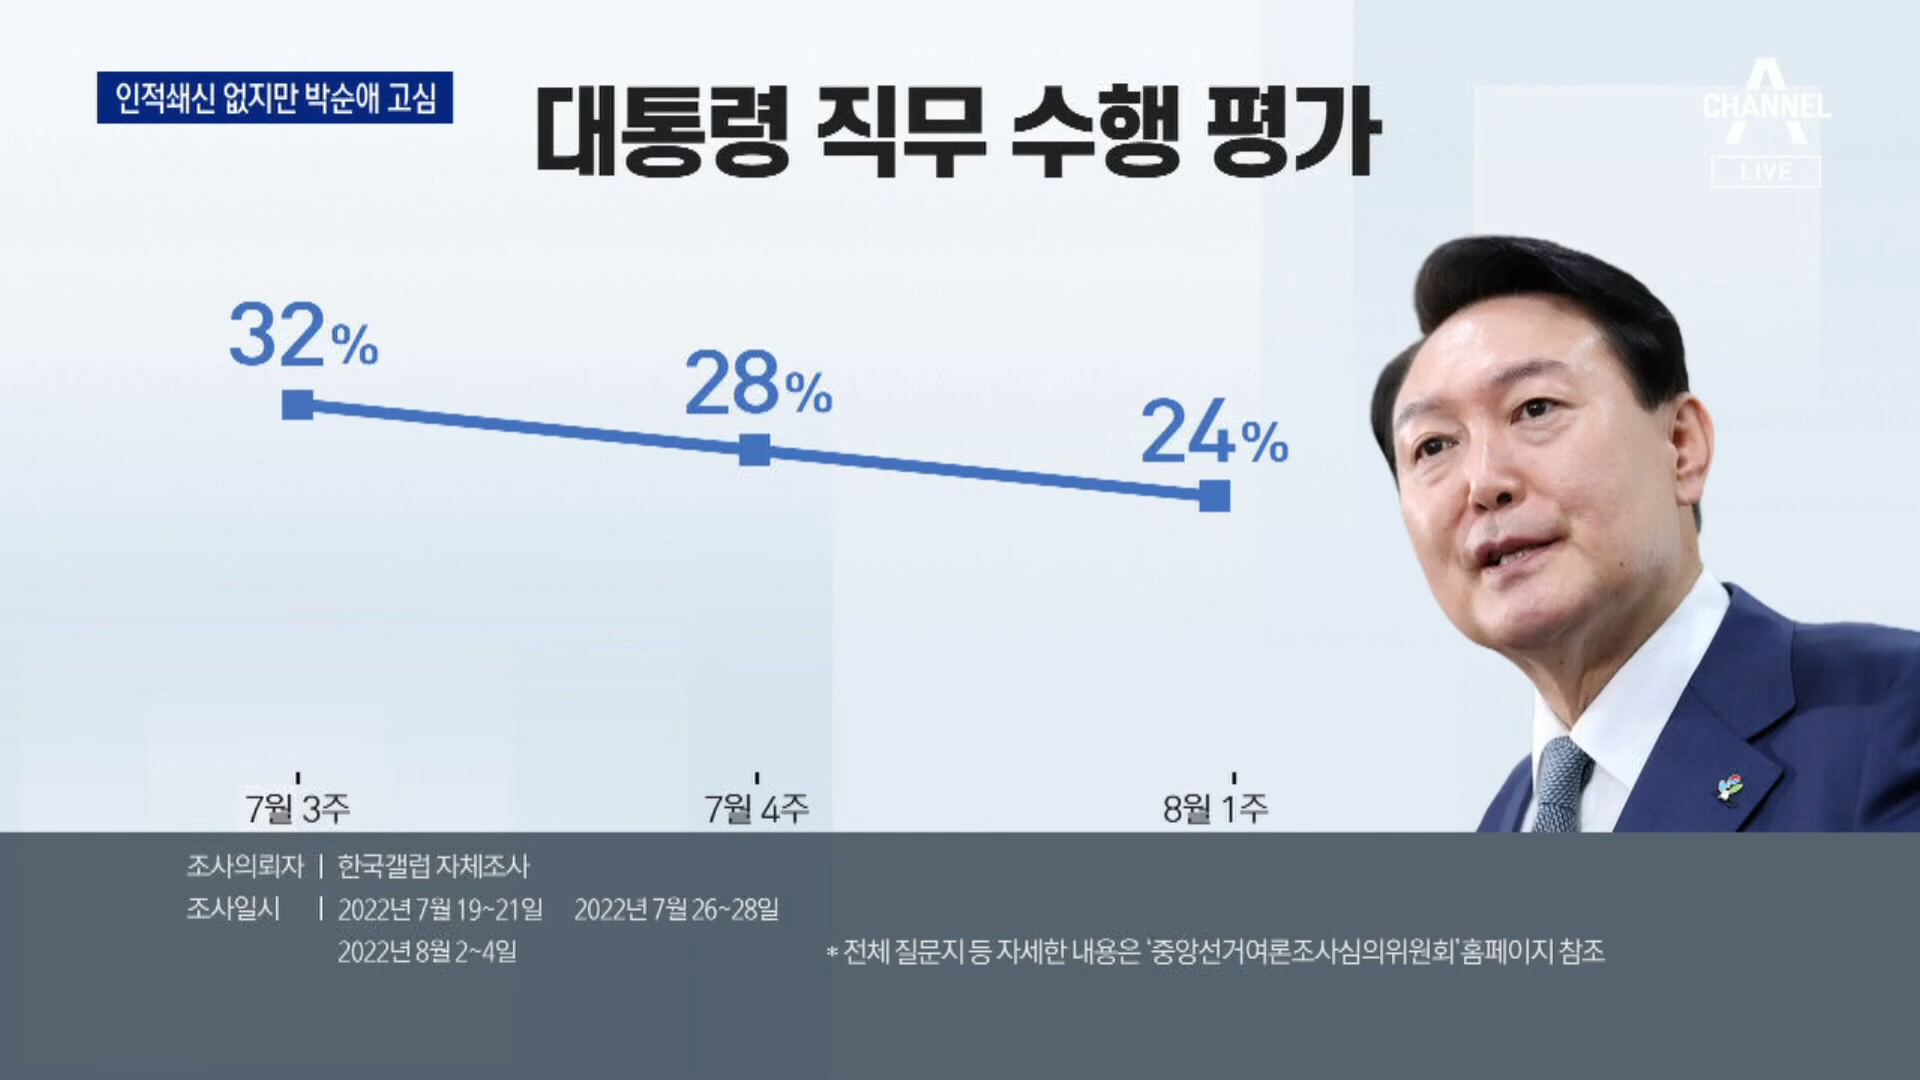 인적쇄신 없지만 박순애 고심
대통령 직무 수행 평가
CHANNEL A
LIVE
32%
28%
24%
7월 3주
7월 4주
8월 1주
조사의뢰자 | 한국갤럽 자체조사
조사일시 | 2022년 7월 19~21일 2022년 7월 26~28일
2022년 8월 2~4일
* 전체 질문지 등 자세한 내용은 ‘중앙선거여론조사심의위원회’ 홈페이지 참조